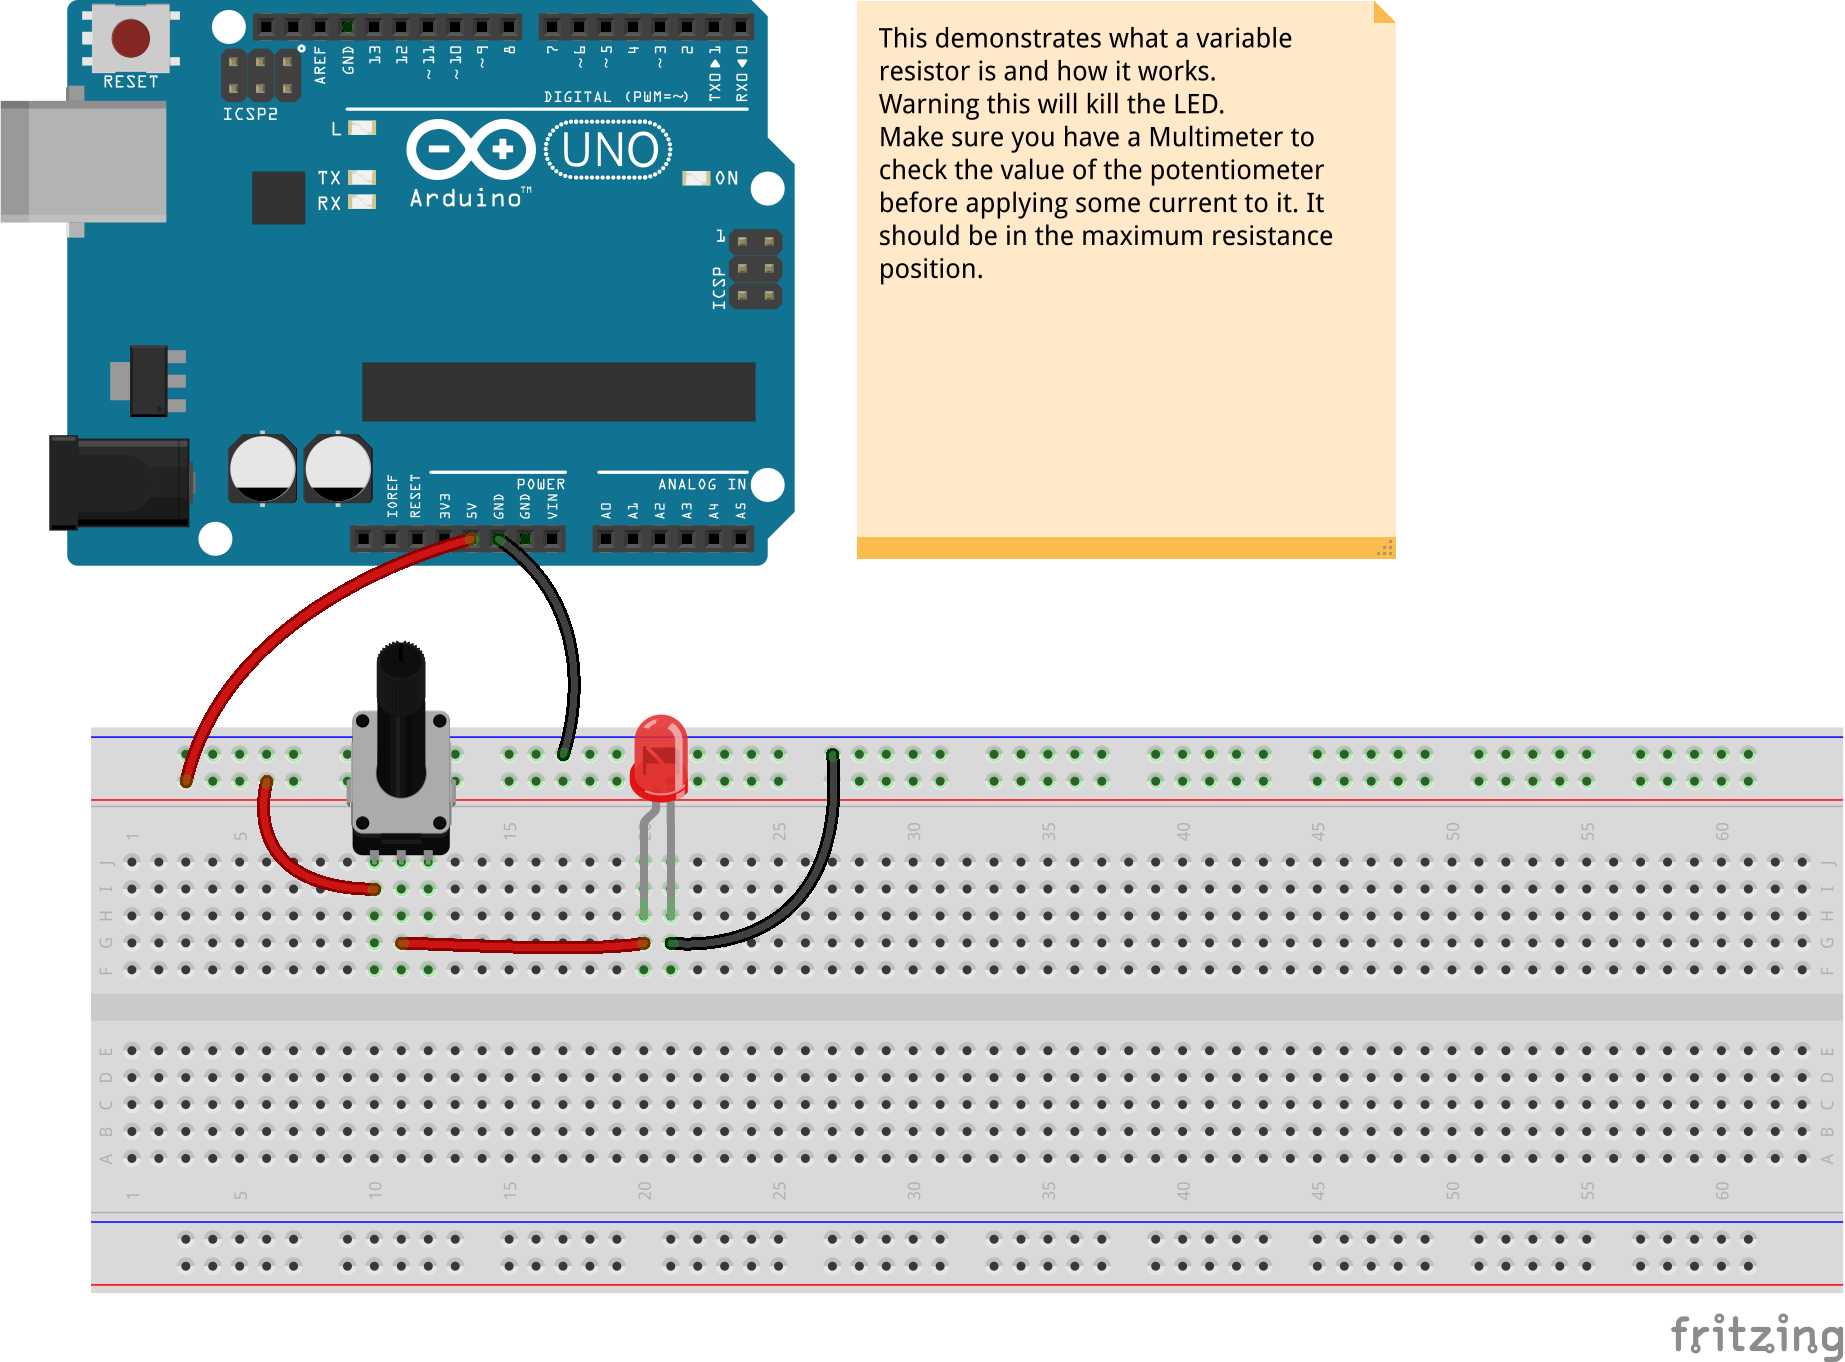 RESET
ICSP2
AREF
GND
13
12
~11
~10
~9
8
7
~6
~5
4
~3
2
TX0▶1
RX0◀0
DIGITAL (PWM=~)
L
TX
RX
Arduino™
UNO
ON
1
ICSP
This demonstrates what a variable
resistor is and how it works.
Warning this will kill the LED.
Make sure you have a Multimeter to
check the value of the potentiometer
before applying some current to it. It
should be in the maximum resistance
position.
POWER
ANALOG IN
IOREF
RESET
3V3
5V
GND
GND
VIN
A0
A1
A2
A3
A4
A5
1 5 15 20 25 30 35 40 45 50 55 60
J J
I I
H H
G G
F F
E E
D D
C C
B B
A A
1 5 10 15 20 25 30 35 40 45 50 55 60
fritzing